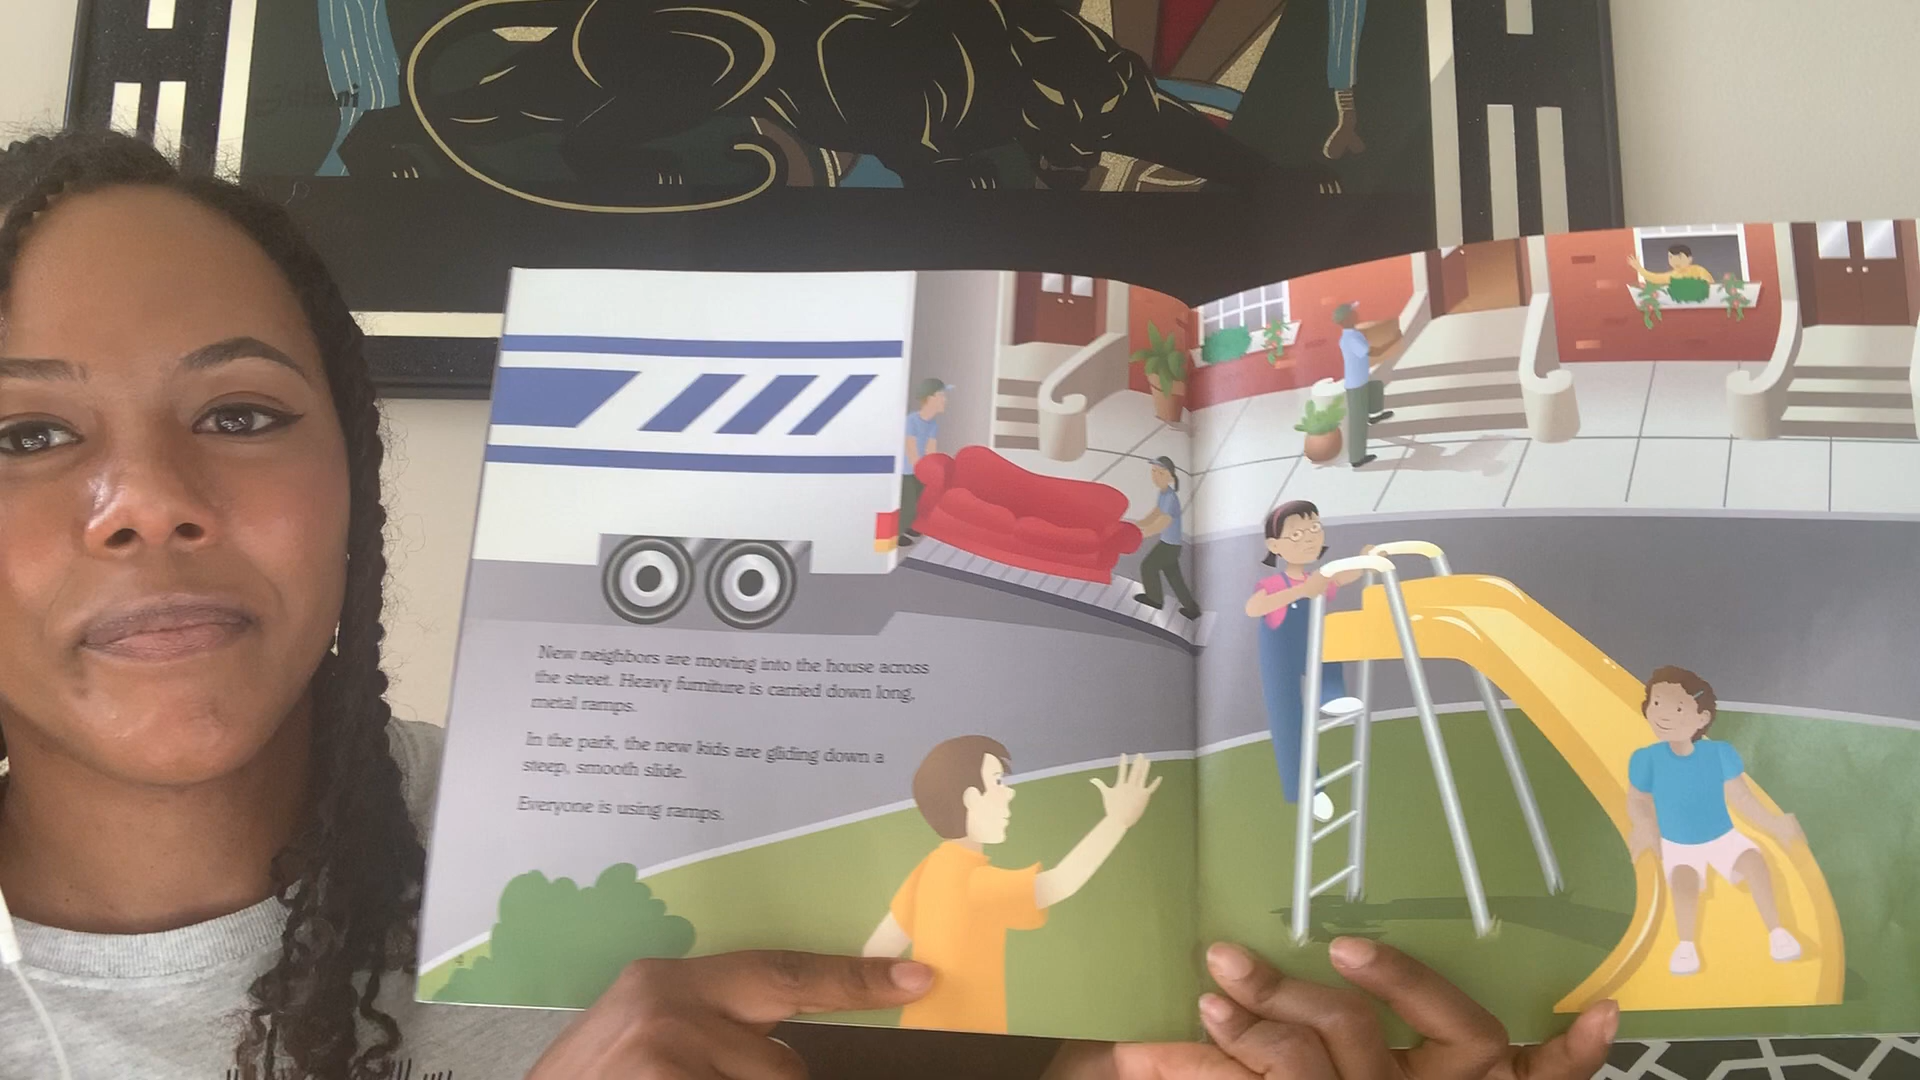 New neighbors are moving into the house across
the street. Heavy furniture is carried down long,
metal ramps.
In the park, the new kids are gliding down a
steep, smooth slide.
Everyone is using ramps.